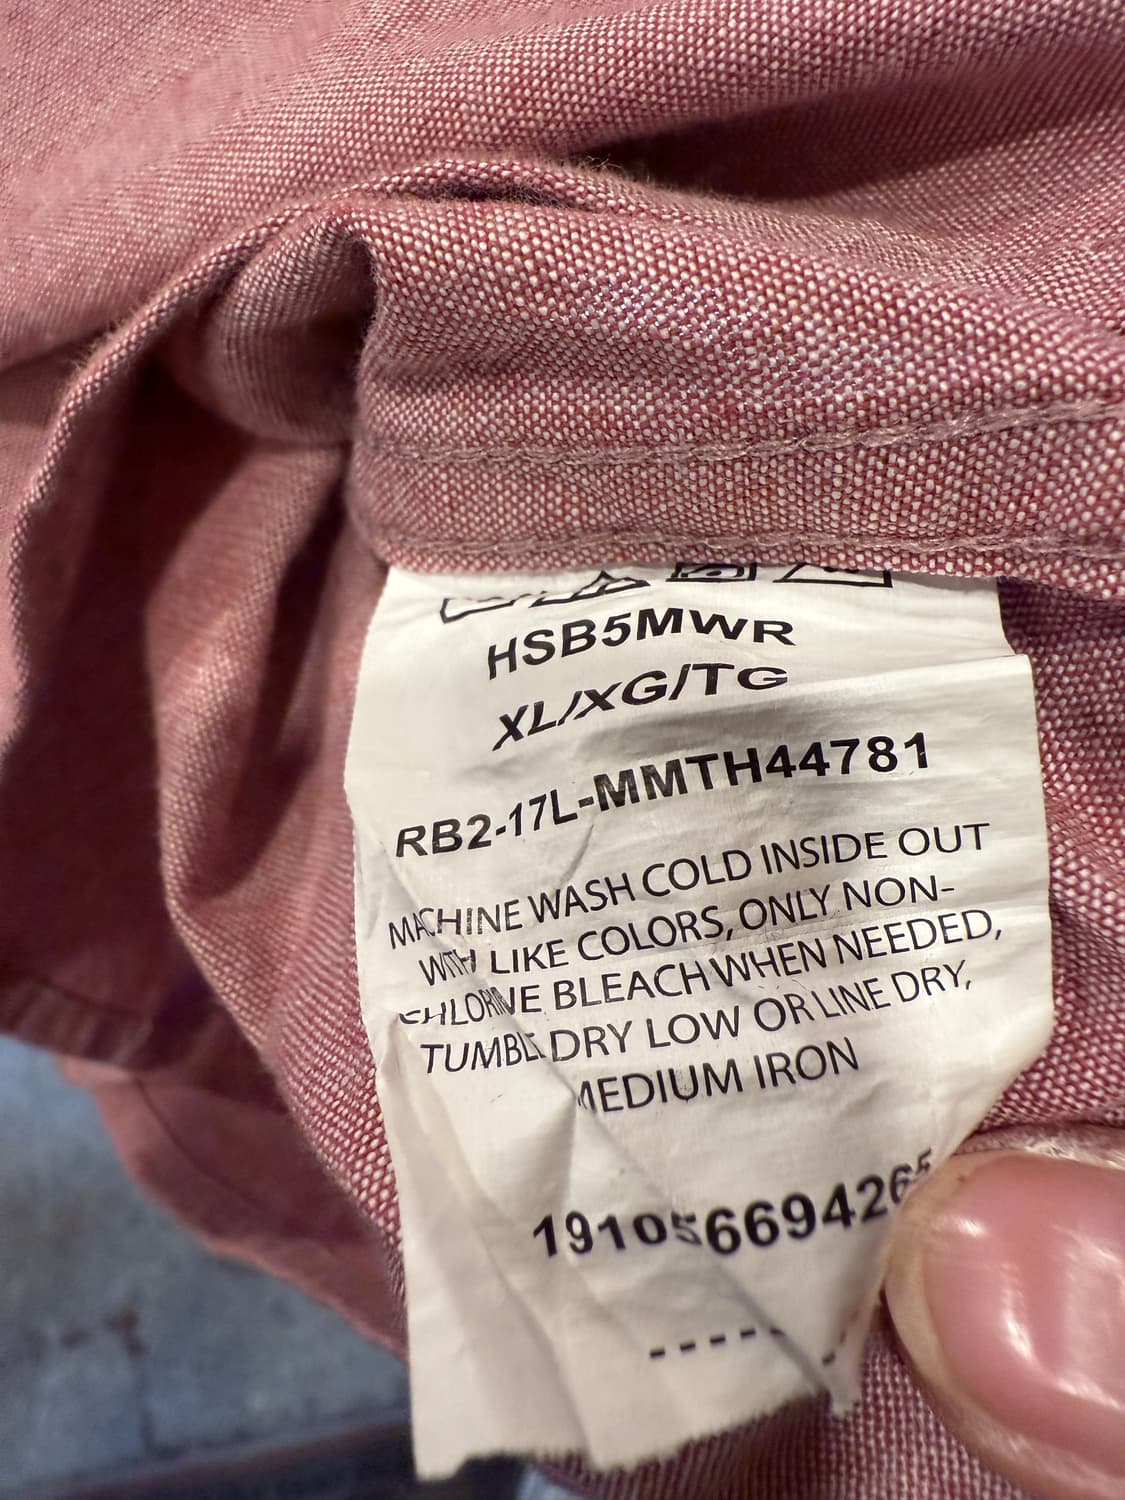 HSB5MWR
XL/XG/TG
RB2-17L-MMTH44781
MACHINE WASH COLD INSIDE OUT
WITH LIKE COLORS, ONLY NON-
CHLORINE BLEACH WHEN NEEDED,
TUMBLE DRY LOW OR LINE DRY,
MEDIUM IRON
191056694265